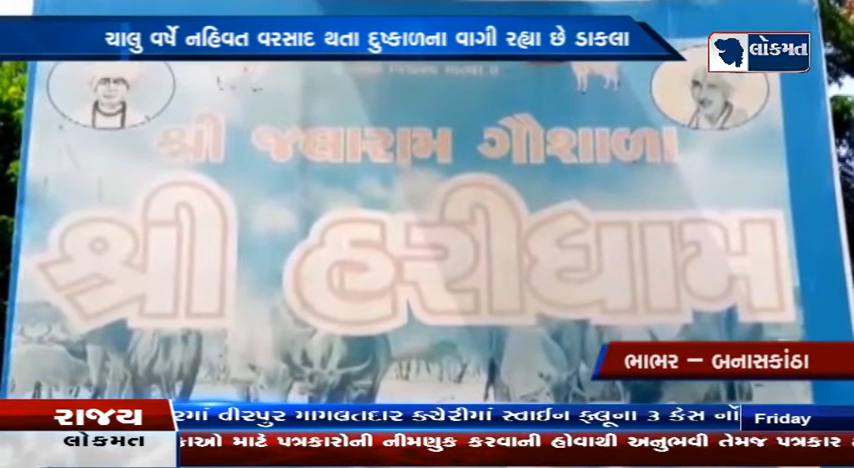 ચાલુ વર્ષે નહિવત વરસાદ થતા દુષ્કાળના વાગી રહ્યા છે ડાકલા
લોકમત
શ્રી જલારામ ગૌશાળા
શ્રી હરીધામ
ભાભર – બનાસકાંઠા
રાજ્ય
રમાં વીરપુર મામલતદાર કચેરીમાં સ્વાઈન ફ્લૂના ૩ કેસ નોં
Friday
લોકમત
કાઓ માટે પત્રકારોની નીમણુક કરવાની હોવાથી અનુભવી તેમજ પત્રકાર